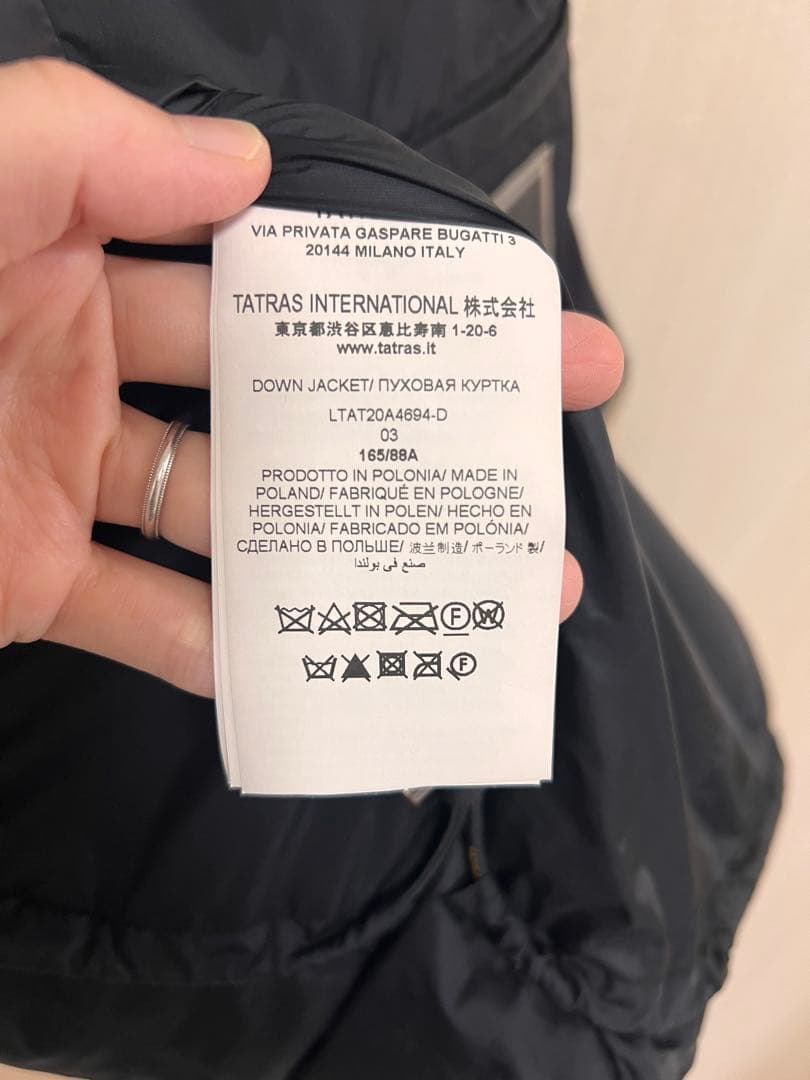 VIA PRIVATA GASPARE BUGATTI 3
20144 MILANO ITALY
TATRAS INTERNATIONAL 株式会社
東京都渋谷区恵比寿南 1-20-6
www.tatras.it
DOWN JACKET/ ПУХОВАЯ КУРТКА
LTAT20A4694-D
03
165/88A
PRODOTTO IN POLONIA/ MADE IN
POLAND/ FABRIQUÉ EN POLOGNE/
HERGESTELLT IN POLEN/ HECHO EN
POLONIA/ FABRICADO EM POLÓNIA/
СДЕЛАНО В ПОЛЬШЕ/ 波兰制造/ ポーランド製/
صنع في بولندا
F W
F